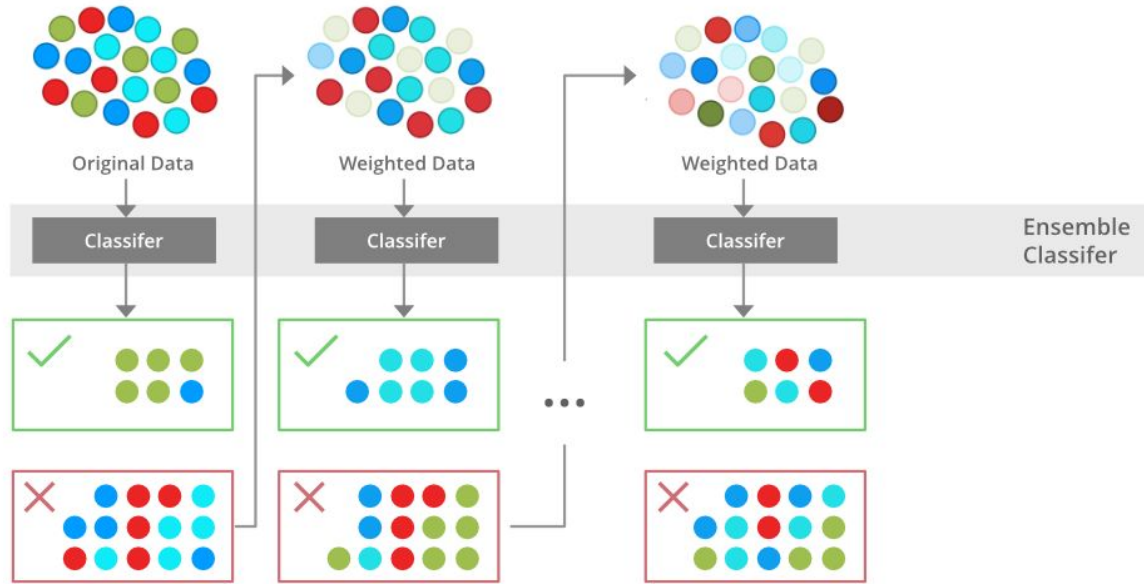 Original Data
Weighted Data
Weighted Data
Classifer
Classifer
Classifer
Ensemble
Classifer
...